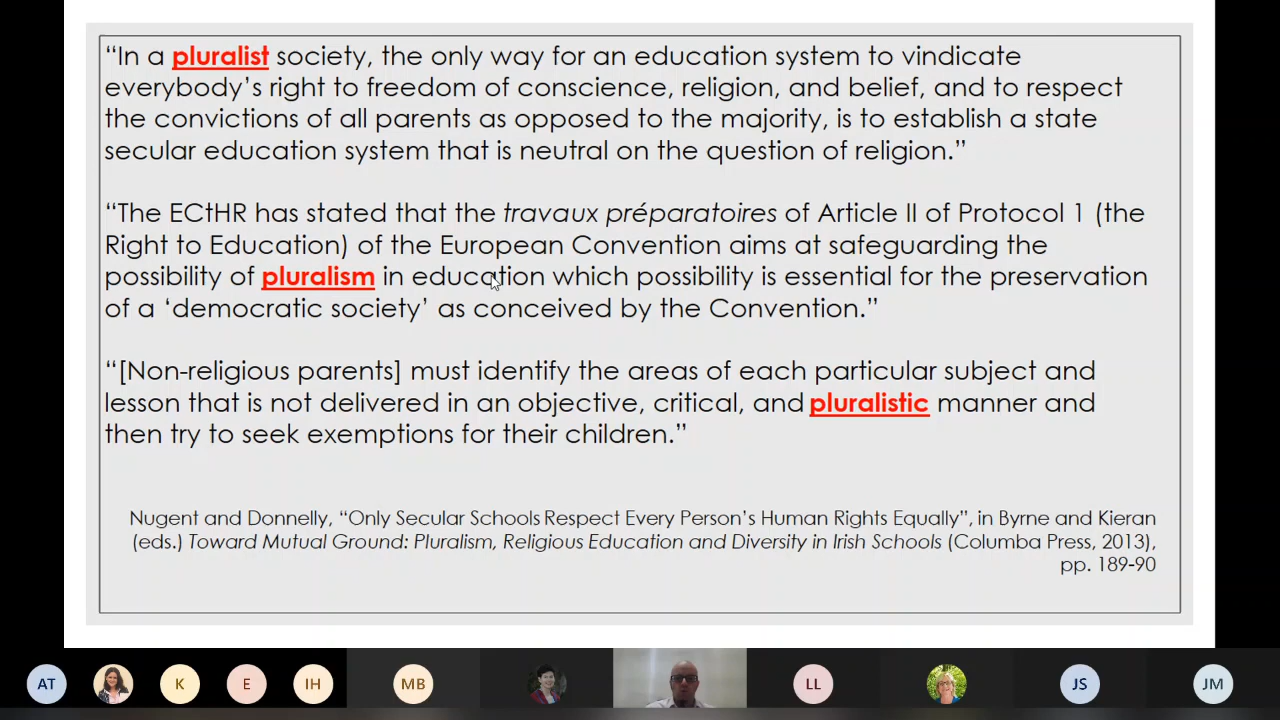 “In a pluralist society, the only way for an education system to vindicate
everybody’s right to freedom of conscience, religion, and belief, and to respect
the convictions of all parents as opposed to the majority, is to establish a state
secular education system that is neutral on the question of religion.”
“The ECtHR has stated that the travaux préparatoires of Article II of Protocol 1 (the
Right to Education) of the European Convention aims at safeguarding the
possibility of pluralism in education which possibility is essential for the preservation
of a ‘democratic society’ as conceived by the Convention.”
“[Non-religious parents] must identify the areas of each particular subject and
lesson that is not delivered in an objective, critical, and pluralistic manner and
then try to seek exemptions for their children.”
Nugent and Donnelly, “Only Secular Schools Respect Every Person’s Human Rights Equally”, in Byrne and Kieran
(eds.) Toward Mutual Ground: Pluralism, Religious Education and Diversity in Irish Schools (Columba Press, 2013),
pp. 189-90
AT K E IH MB LL JS JM